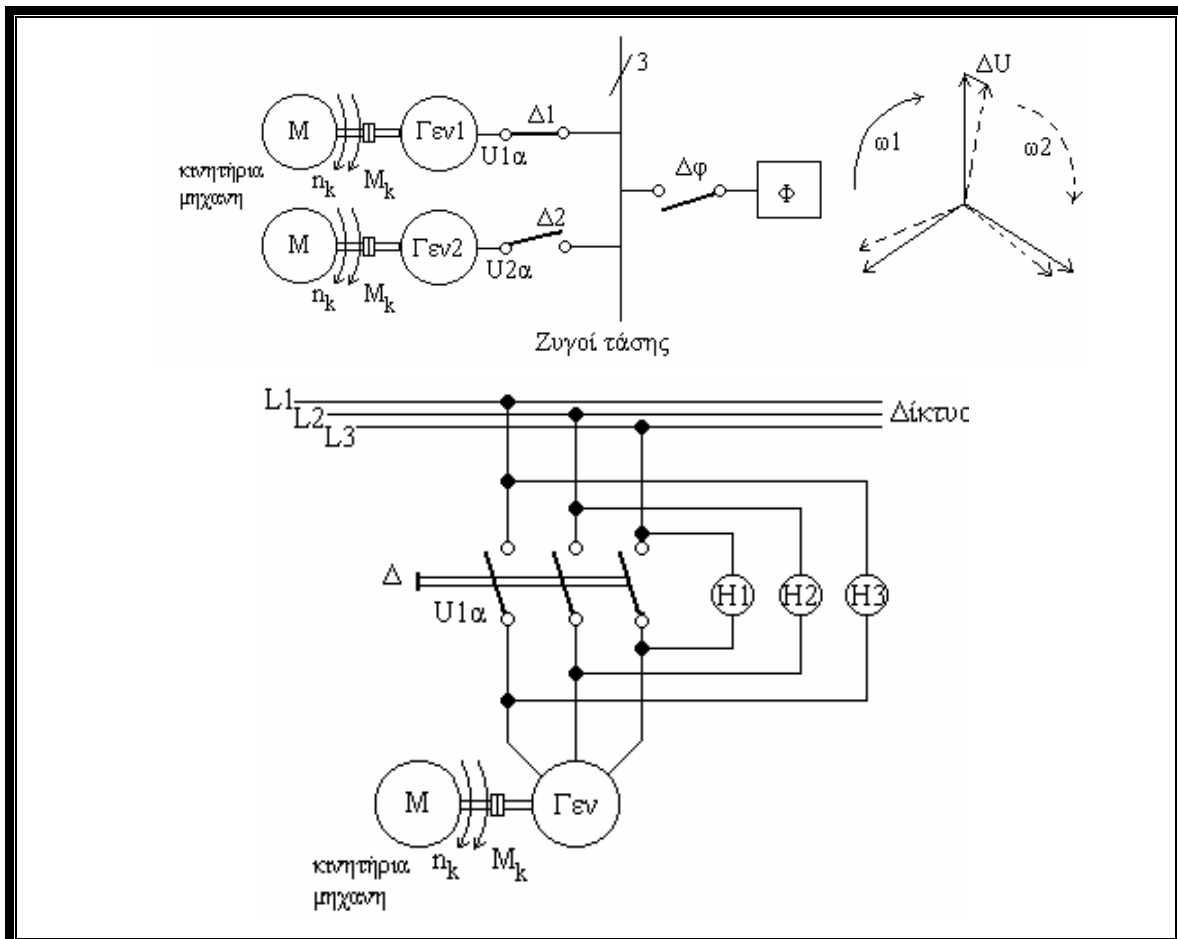 3
ΔU
M
Γεν1
Δ1
U1α
ω1
ω2
κινητήρια
μηχανη
n_k
M_k
Δφ
Φ
M
Γεν2
Δ2
U2α
n_k
M_k
Ζυγοί τάσης
L1
L2
L3
Δίκτυο
Δ
U1α
H1
H2
H3
M
Γεν
κινητήρια
μηχανη
n_k
M_k